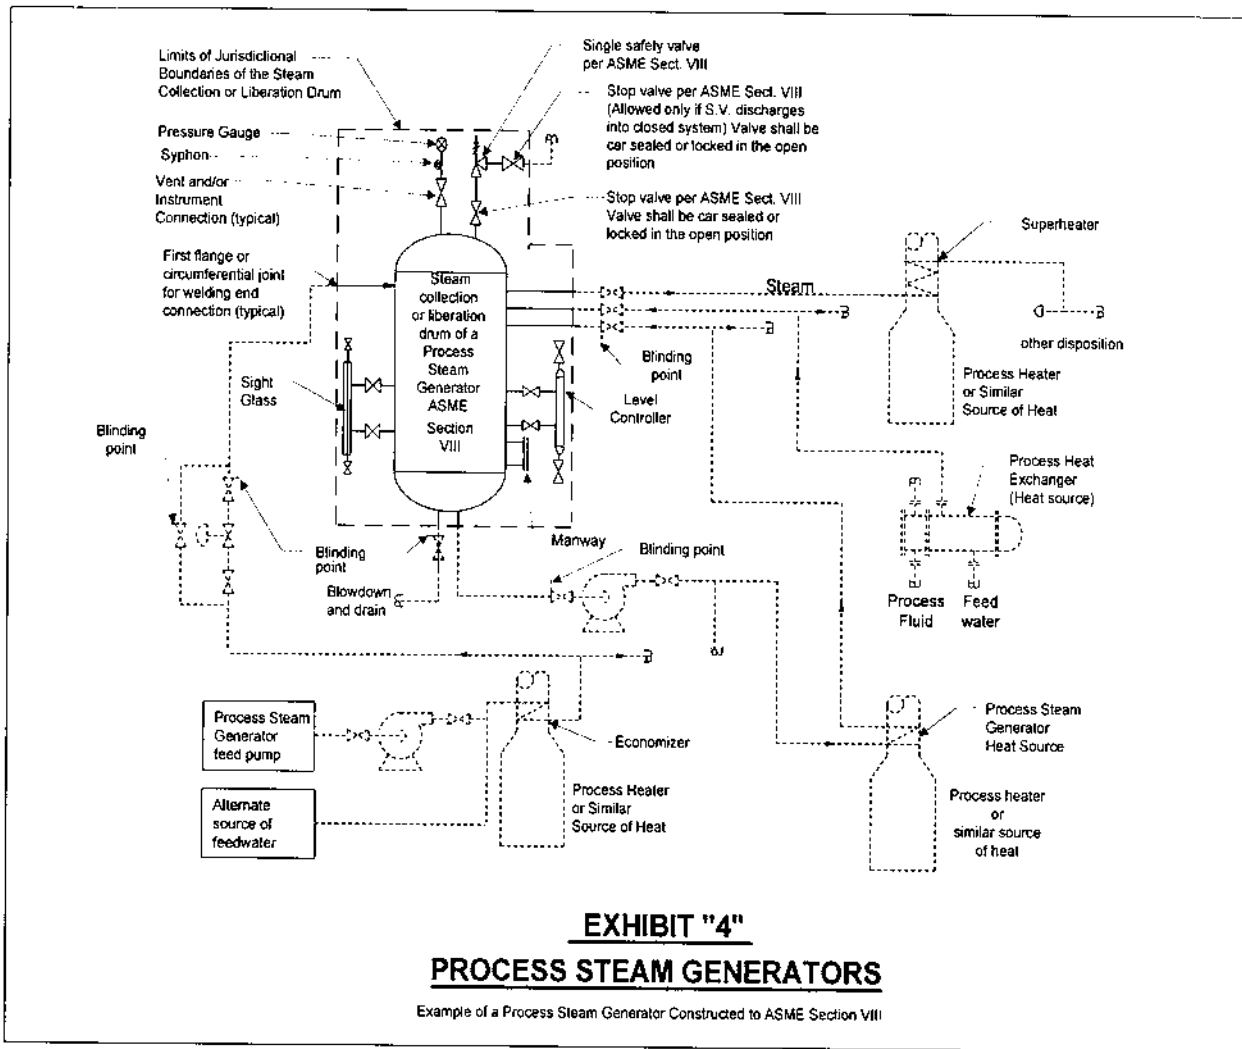 Limits of Jurisdictional
Boundaries of the Steam
Collection or Liberation Drum
Single safely valve
per ASME Sect. VIII
Stop valve per ASME Sect. VIII
(Allowed only if S.V. discharges
into closed system) Valve shall be
car sealed or locked in the open
position
Pressure Gauge
Syphon
Vent and/or
Instrument
Connection (typical)
Stop valve per ASME Sect. VIII
Valve shall be car sealed or
locked in the open position
First flange or
circumferential joint
for welding end
connection (typical)
Steam
collection
or liberation
drum of a
Process
Steam
Generator
ASME
Section
VIII
Steam
Superheater
other disposition
Blinding
point
Process Heater
or Similar
Source of Heat
Sight
Glass
Level
Controller
Blinding
point
Process Heat
Exchanger
(Heat source)
Manway
Blinding point
Blinding
point
Blowdown
and drain
Process
Fluid
Feed
water
Process Steam
Generator
feed pump
Economizer
Process Steam
Generator
Heat Source
Alternate
source of
feedwater
Process Heater
or Similar
Source of Heat
Process heater
or
similar source
of heat
EXHIBIT "4"
PROCESS STEAM GENERATORS
Example of a Process Steam Generator Constructed to ASME Section VIII